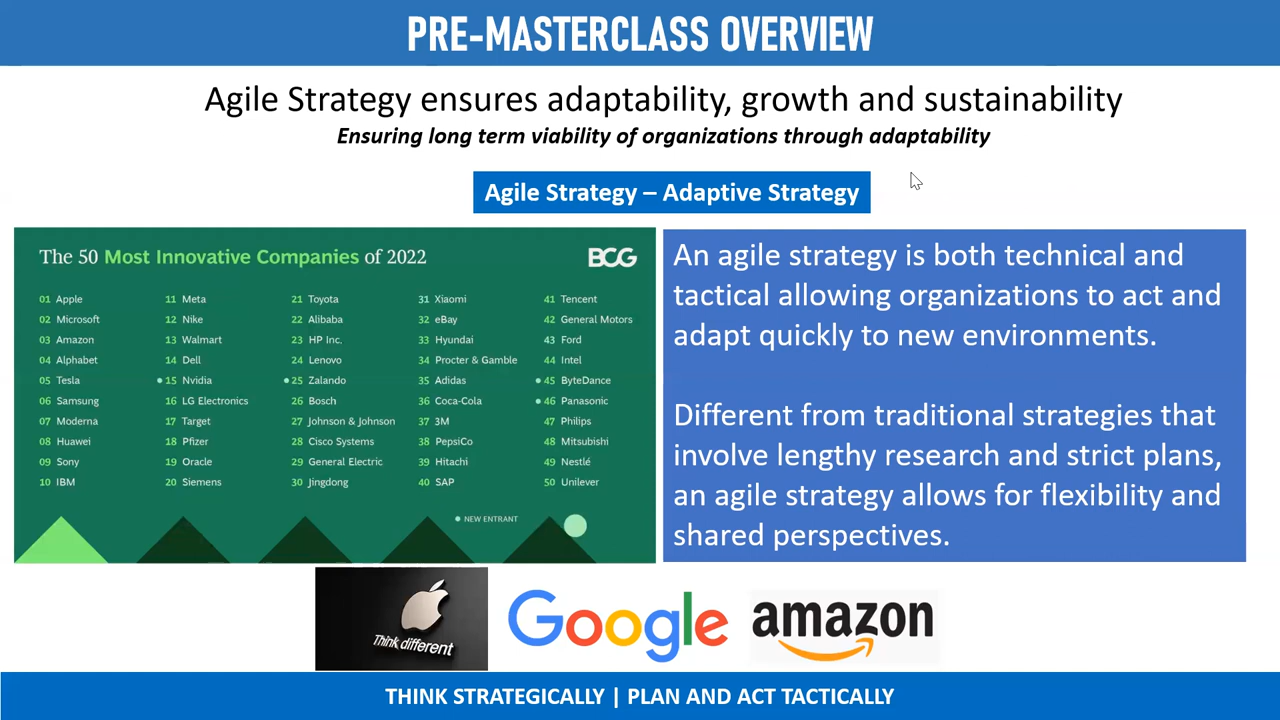 PRE-MASTERCLASS OVERVIEW
Agile Strategy ensures adaptability, growth and sustainability
Ensuring long term viability of organizations through adaptability
Agile Strategy – Adaptive Strategy
The 50 Most Innovative Companies of 2022
BCG
01 Apple
02 Microsoft
03 Amazon
04 Alphabet
05 Tesla
06 Samsung
07 Moderna
08 Huawei
09 Sony
10 IBM
11 Meta
12 Nike
13 Walmart
14 Dell
15 Nvidia
16 LG Electronics
17 Target
18 Pfizer
19 Oracle
20 Siemens
21 Toyota
22 Alibaba
23 HP Inc.
24 Lenovo
25 Zalando
26 Bosch
27 Johnson & Johnson
28 Cisco Systems
29 General Electric
30 Jingdong
31 Xiaomi
32 eBay
33 Hyundai
34 Procter & Gamble
35 Adidas
36 Coca-Cola
37 3M
38 PepsiCo
39 Hitachi
40 SAP
41 Tencent
42 General Motors
43 Ford
44 Intel
45 ByteDance
46 Panasonic
47 Philips
48 Mitsubishi
49 Nestlé
50 Unilever
NEW ENTRANT
An agile strategy is both technical and
tactical allowing organizations to act and
adapt quickly to new environments.
Different from traditional strategies that
involve lengthy research and strict plans,
an agile strategy allows for flexibility and
shared perspectives.
Think different
Google
amazon
THINK STRATEGICALLY | PLAN AND ACT TACTICALLY